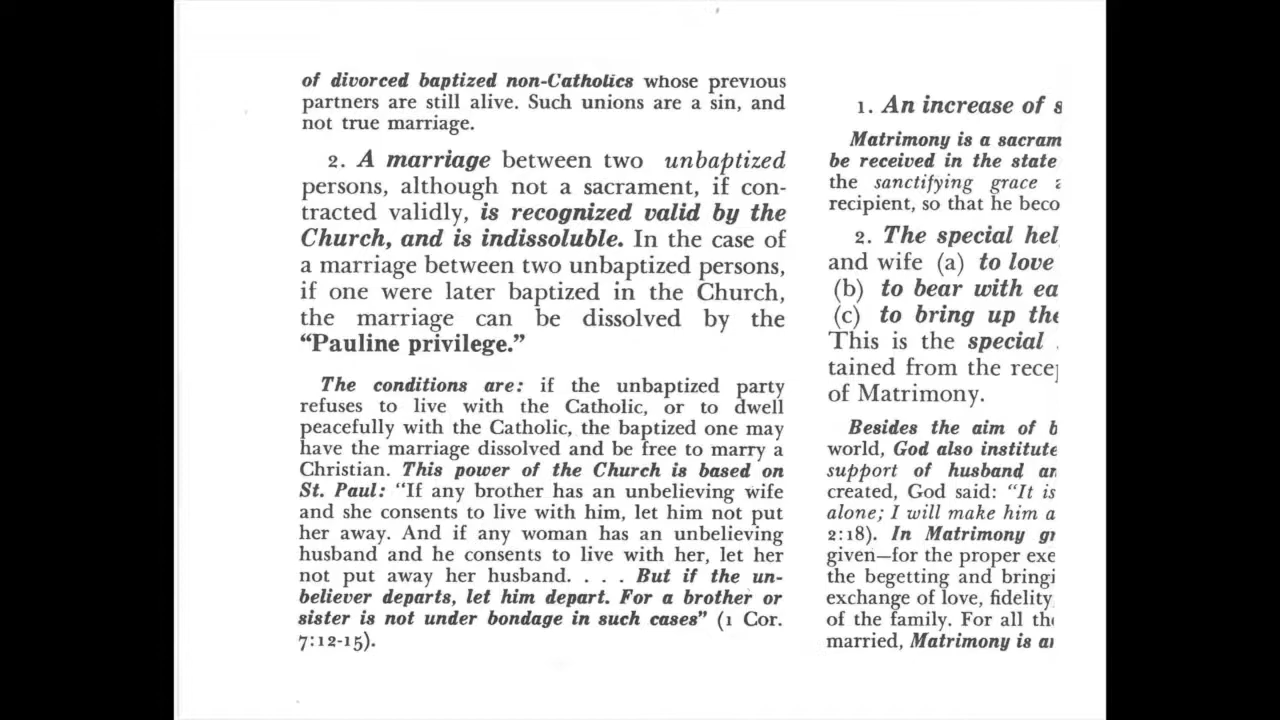 of divorced baptized non-Catholics whose previous
partners are still alive. Such unions are a sin, and
not true marriage.
2. A marriage between two unbaptized
persons, although not a sacrament, if con-
tracted validly, is recognized valid by the
Church, and is indissoluble. In the case of
a marriage between two unbaptized persons,
if one were later baptized in the Church,
the marriage can be dissolved by the
“Pauline privilege.”
The conditions are: if the unbaptized party
refuses to live with the Catholic, or to dwell
peacefully with the Catholic, the baptized one may
have the marriage dissolved and be free to marry a
Christian. This power of the Church is based on
St. Paul: “If any brother has an unbelieving wife
and she consents to live with him, let him not put
her away. And if any woman has an unbelieving
husband and he consents to live with her, let her
not put away her husband. . . . But if the un-
believer departs, let him depart. For a brother or
sister is not under bondage in such cases” (1 Cor.
7:12-15).
1. An increase of
Matrimony is a sacram
be received in the state
the sanctifying grace
recipient, so that he beco
2. The special hel
and wife (a) to love
(b) to bear with ea
(c) to bring up the
This is the special
tained from the rece
of Matrimony.
Besides the aim of b
world, God also institute
support of husband an
created, God said: “It is
alone; I will make him a
2:18). In Matrimony gr
given—for the proper exe
the begetting and bringi
exchange of love, fidelity
of the family. For all the
married, Matrimony is an